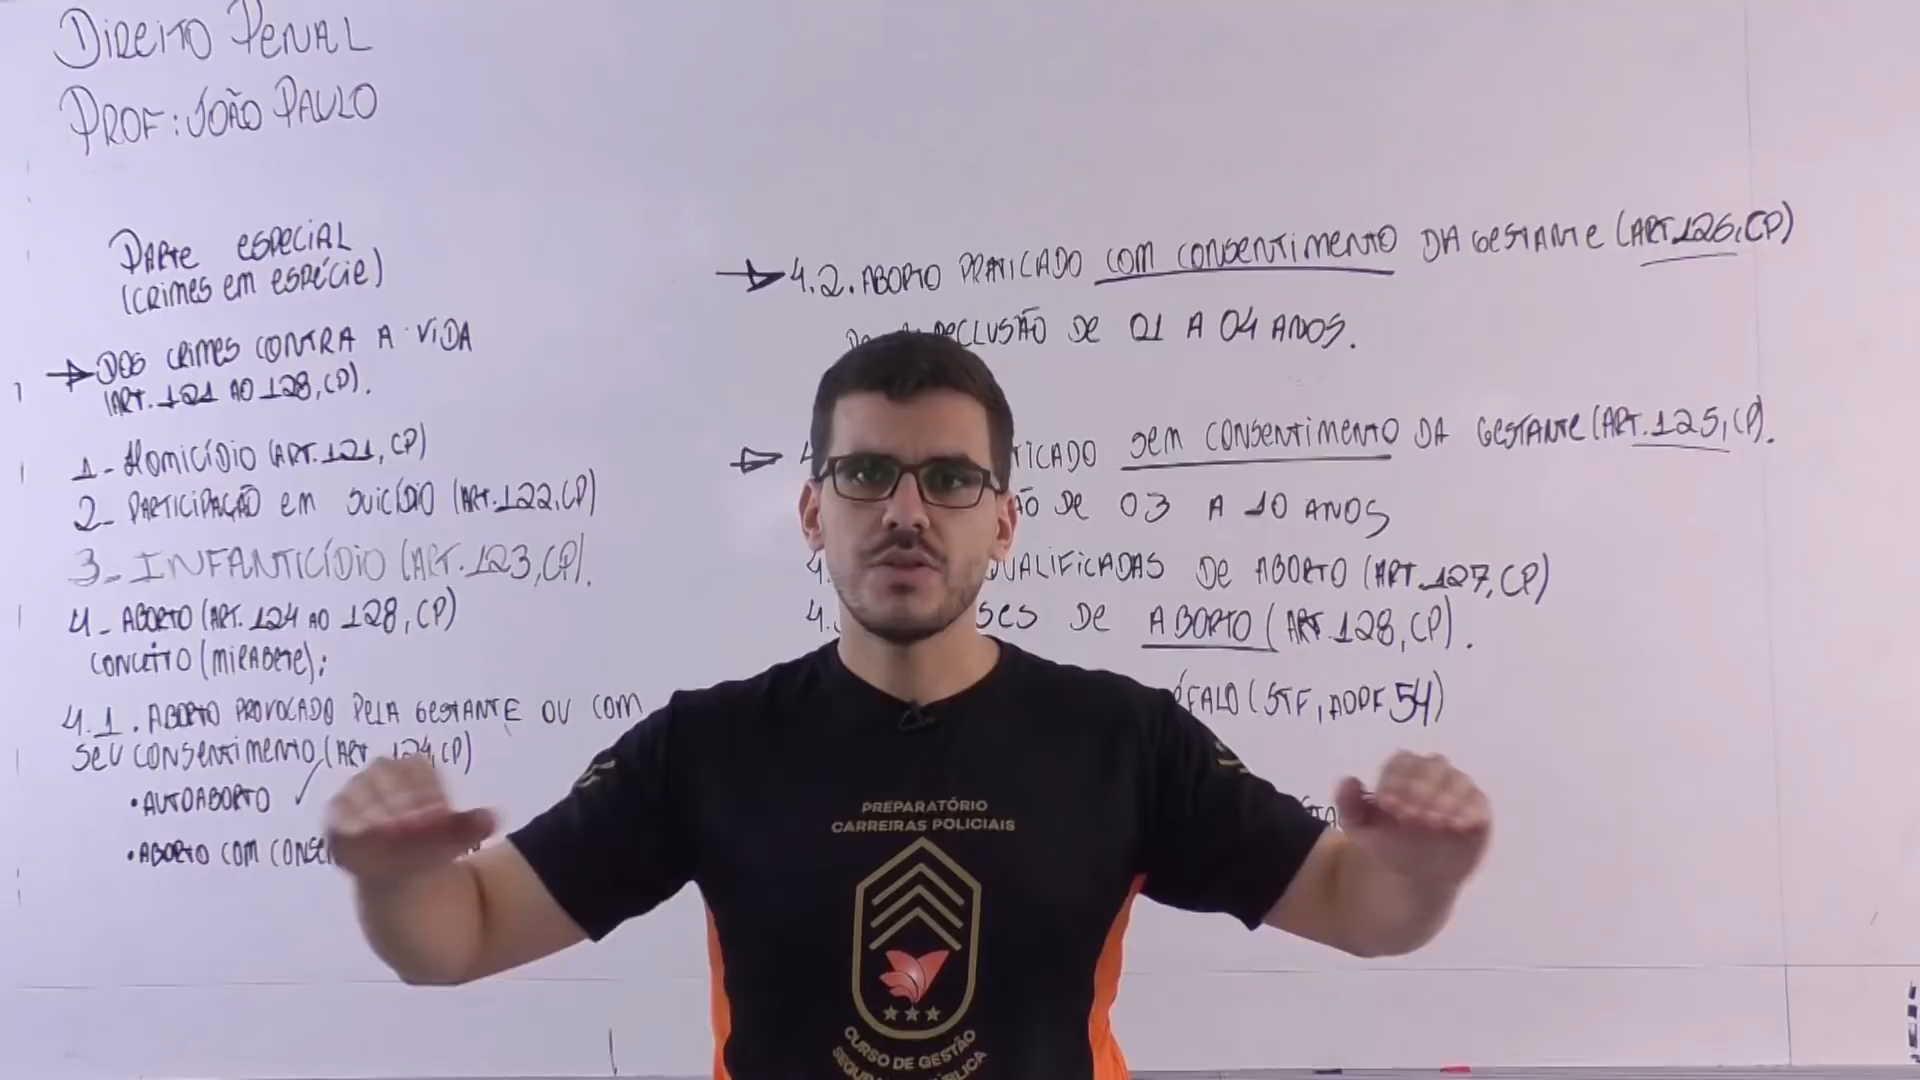 DIREITO PENAL
PROF: JOÃO PAULO
PARTE ESPECIAL
(CRIMES EM ESPÉCIE)
DOS CRIMES CONTRA A VIDA
(ART. 121 AO 128, CP).
1- HOMICÍDIO (ART. 121, CP)
2- PARTICIPAÇÃO EM SUICÍDIO (ART. 122, CP)
3- INFANTICÍDIO (ART. 123, CP).
4- ABORTO (ART. 124 AO 128, CP)
CONCEITO (MIRABETE):
4.1. ABORTO PROVOCADO PELA GESTANTE OU COM
SEU CONSENTIMENTO (ART. 124, CP)
• AUTOABORTO
• ABORTO COM
4.2. ABORTO PRATICADO COM CONSENTIMENTO DA GESTANTE (ART. 126, CP)
RECLUSÃO DE 01 A 04 ANOS.
SEM CONSENTIMENTO DA GESTANTE (ART. 125, CP).
DE 03 A 10 ANOS
QUALIFICADAS DE ABORTO (ART. 127, CP)
DE ABORTO (ART. 128, CP).
(STF, ADPF 54)
PREPARATÓRIO
CARREIRAS POLICIAIS
CURSO DE GESTÃO